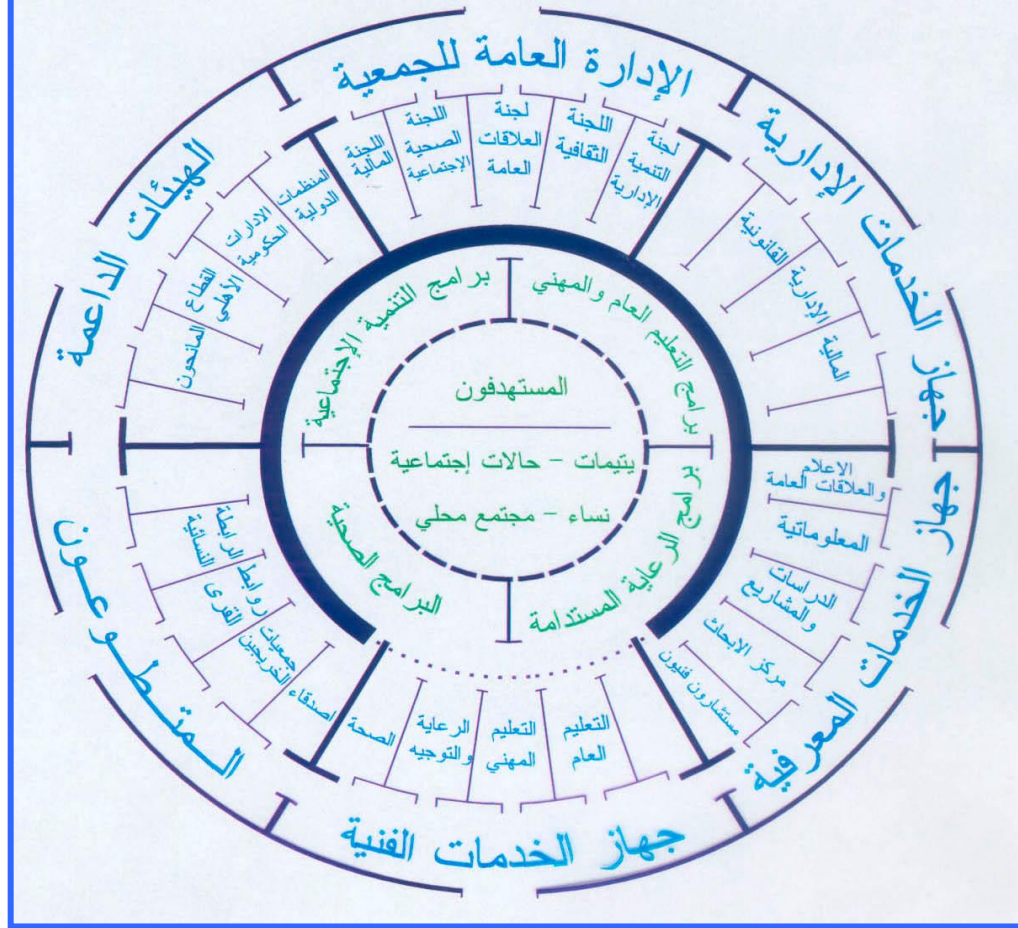 الإدارة العامة للجمعية
لجنة
التنمية
الإدارية
اللجنة
الثقافية
لجنة
العلاقات
العامة
اللجنة
الصحية
الإجتماعية
اللجنة
المالية
جهاز الخدمات الإدارية
القانونية
الإدارية
المالية
جهاز الخدمات المعرفية
الاعلام
والعلاقات العامة
المعلوماتية
الدراسات
والمشاريع
مركز الابحاث
مستشارون فنيون
جهاز الخدمات الفنية
التعليم
العام
التعليم
المهني
الرعاية
والتوجيه
الصحة
الـمتـطـوعـــون
اصدقاء
جمعيات
الخريجين
روابط
القرى
الرابطة
النسائية
الهيئات الداعمة
المانحون
القطاع
الأهلي
الادارات
الحكومية
المنظمات
الدولية
برامج التعليم العام والمهني
برامج الرعاية المستدامة
البرامج الصحية
برامج التنمية الإجتماعية
المستهدفون
يتيمات - حالات إجتماعية
نساء - مجتمع محلي